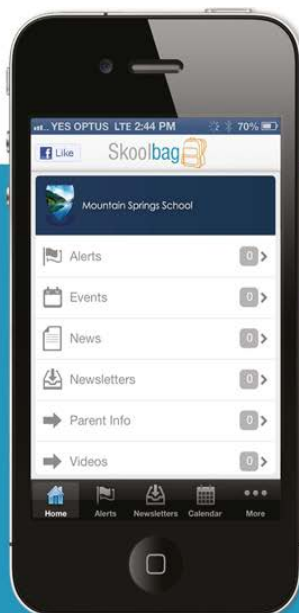 YES OPTUS LTE 2:44 PM 70%
f Like Skoolbag
Mountain Springs School
Alerts 0 >
Events 0 >
News 0 >
Newsletters 0 >
Parent Info 0 >
Videos 0 >
Home Alerts Newsletters Calendar More